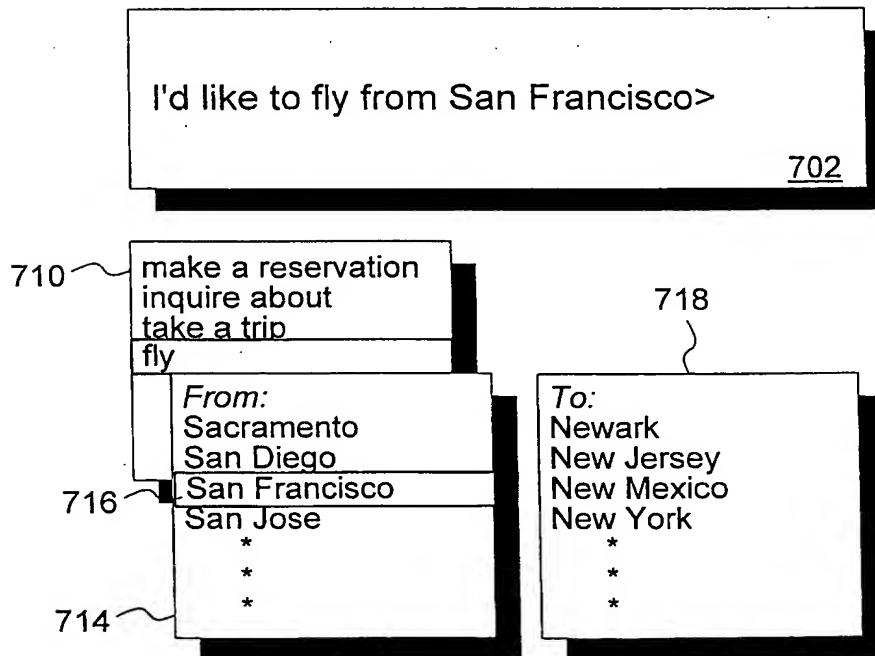 I'd like to fly from San Francisco>
702
710
make a reservation
inquire about
take a trip
fly
718
From:
Sacramento
San Diego
716
San Francisco
San Jose
*
*
*
714
To:
Newark
New Jersey
New Mexico
New York
*
*
*